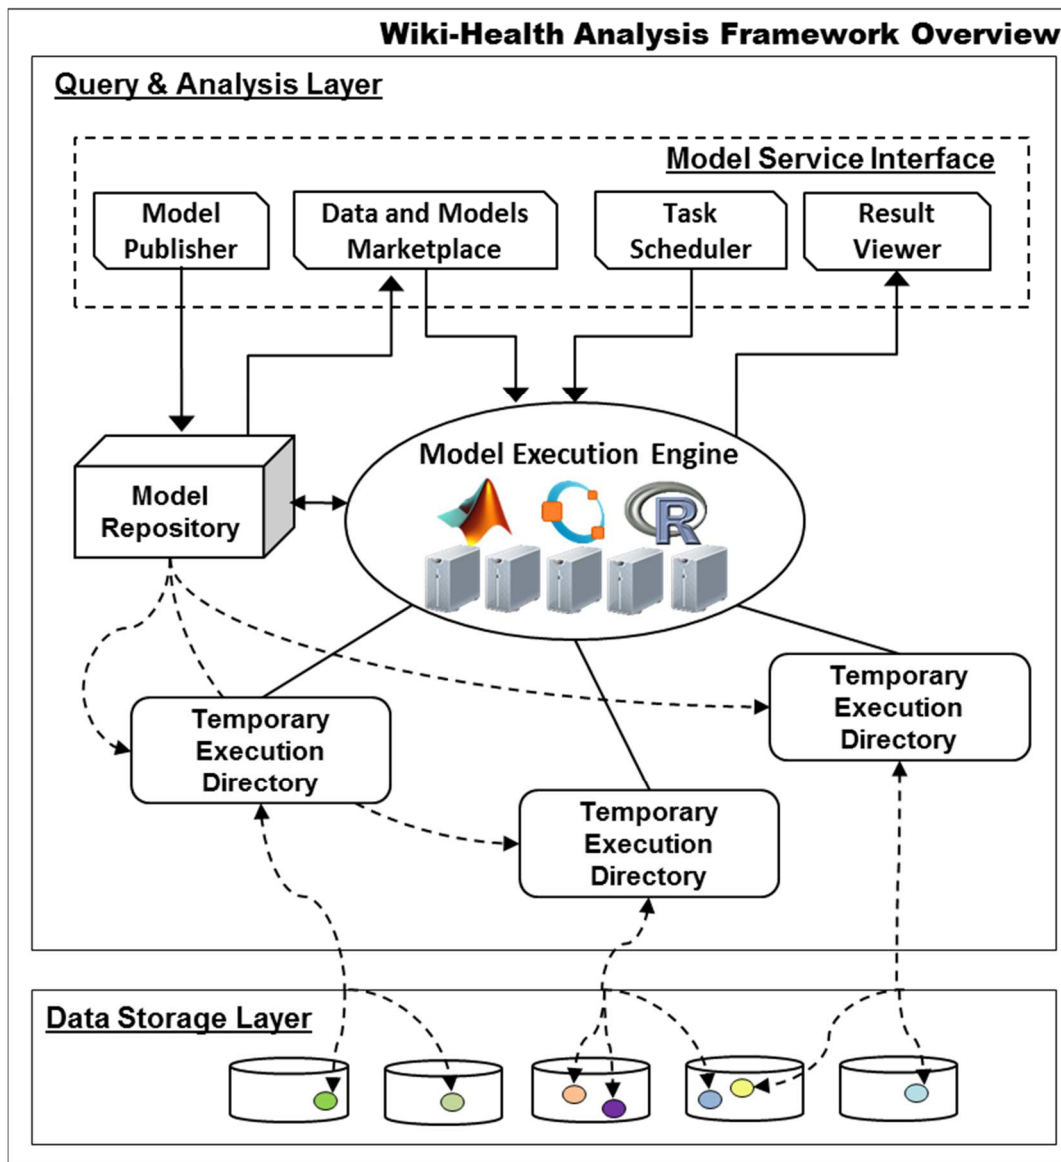 Wiki-Health Analysis Framework Overview
Query & Analysis Layer
Model Service Interface
Model
Publisher
Data and Models
Marketplace
Task
Scheduler
Result
Viewer
Model Execution Engine
R
Model
Repository
Temporary
Execution
Directory
Temporary
Execution
Directory
Temporary
Execution
Directory
Data Storage Layer